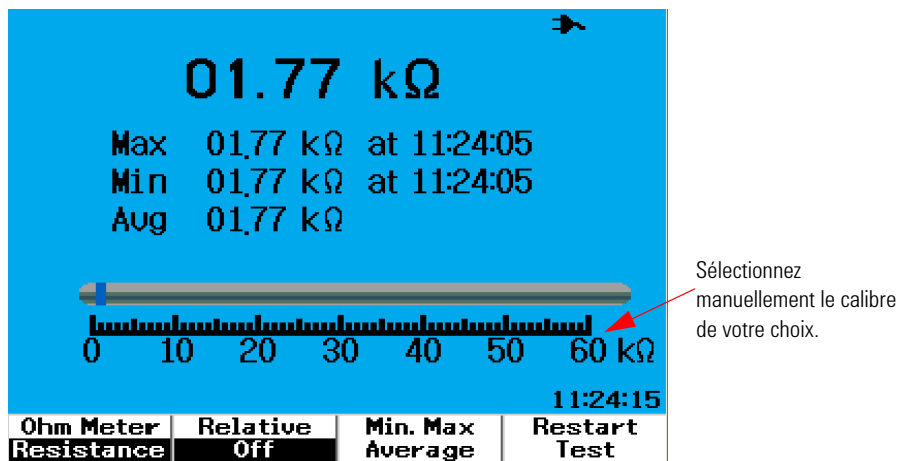 01.77 kΩ
Max 01.77 kΩ at 11:24:05
Min 01.77 kΩ at 11:24:05
Avg 01.77 kΩ
Sélectionnez
manuellement le calibre
de votre choix.
0 10 20 30 40 50 60 kΩ
11:24:15
Ohm Meter Relative Min. Max Restart
Resistance Off Average Test